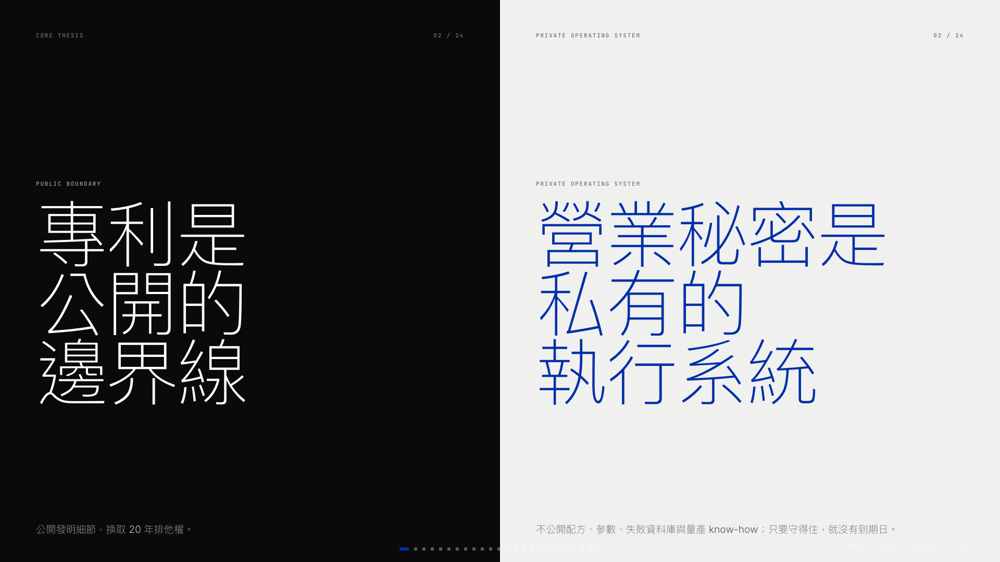 CORE THESIS
02 / 24
PUBLIC BOUNDARY
專利是
公開的
邊界線
公開發明細節，換取 20 年排他權。
PRIVATE OPERATING SYSTEM
02 / 24
PRIVATE OPERATING SYSTEM
營業秘密是
私有的
執行系統
不公開配方、參數、失敗資料庫與量產 know-how；只要守得住，就沒有到期日。